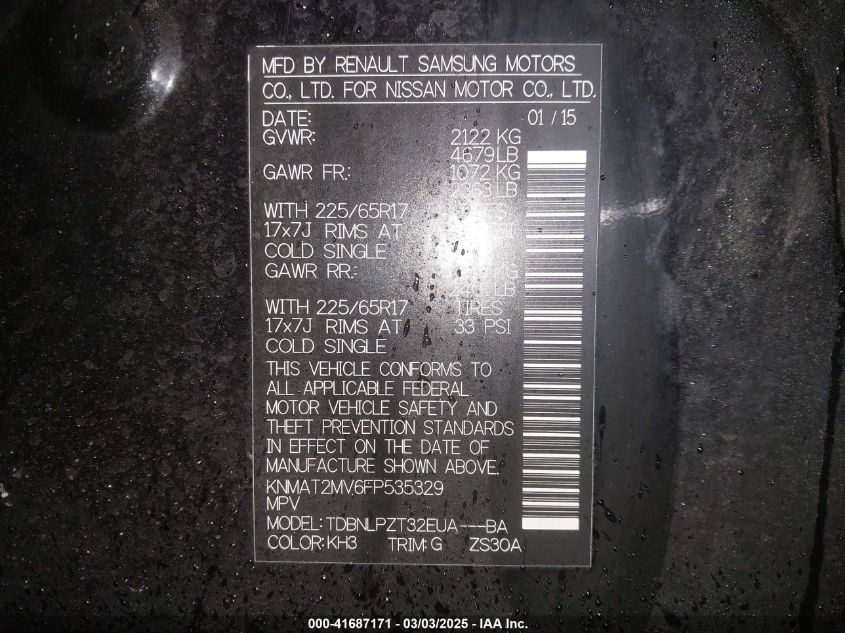 MFD BY RENAULT SAMSUNG MOTORS
CO., LTD. FOR NISSAN MOTOR CO., LTD.
DATE: 01 / 15
GVWR: 2122 KG
4679 LB
GAWR FR.: 1072 KG
LB
WITH 225/65R17
17x7J RIMS AT
COLD SINGLE
GAWR RR.:
LB
WITH 225/65R17 TIRES
17x7J RIMS AT 33 PSI
COLD SINGLE
THIS VEHICLE CONFORMS TO
ALL APPLICABLE FEDERAL
MOTOR VEHICLE SAFETY AND
THEFT PREVENTION STANDARDS
IN EFFECT ON THE DATE OF
MANUFACTURE SHOWN ABOVE.
KNMAT2MV6FP535329
MPV
MODEL: TDBNLPZT32EUA---BA
COLOR: KH3 TRIM: G ZS30A
000-41687171 - 03/03/2025 - IAA Inc.